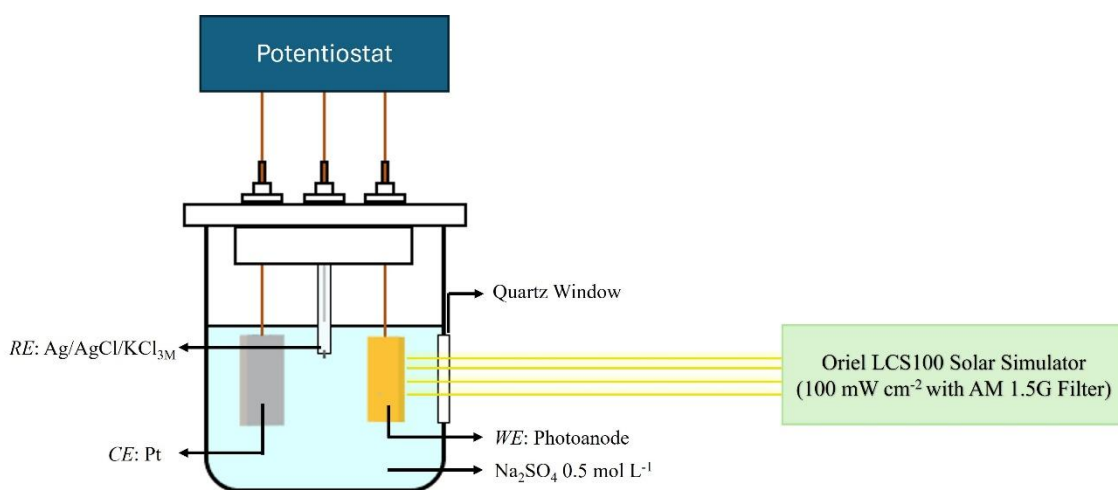 Potentiostat
Quartz Window
RE: Ag/AgCl/KCl₃M
Oriel LCS100 Solar Simulator
(100 mW cm⁻² with AM 1.5G Filter)
WE: Photoanode
CE: Pt
Na₂SO₄ 0.5 mol L⁻¹